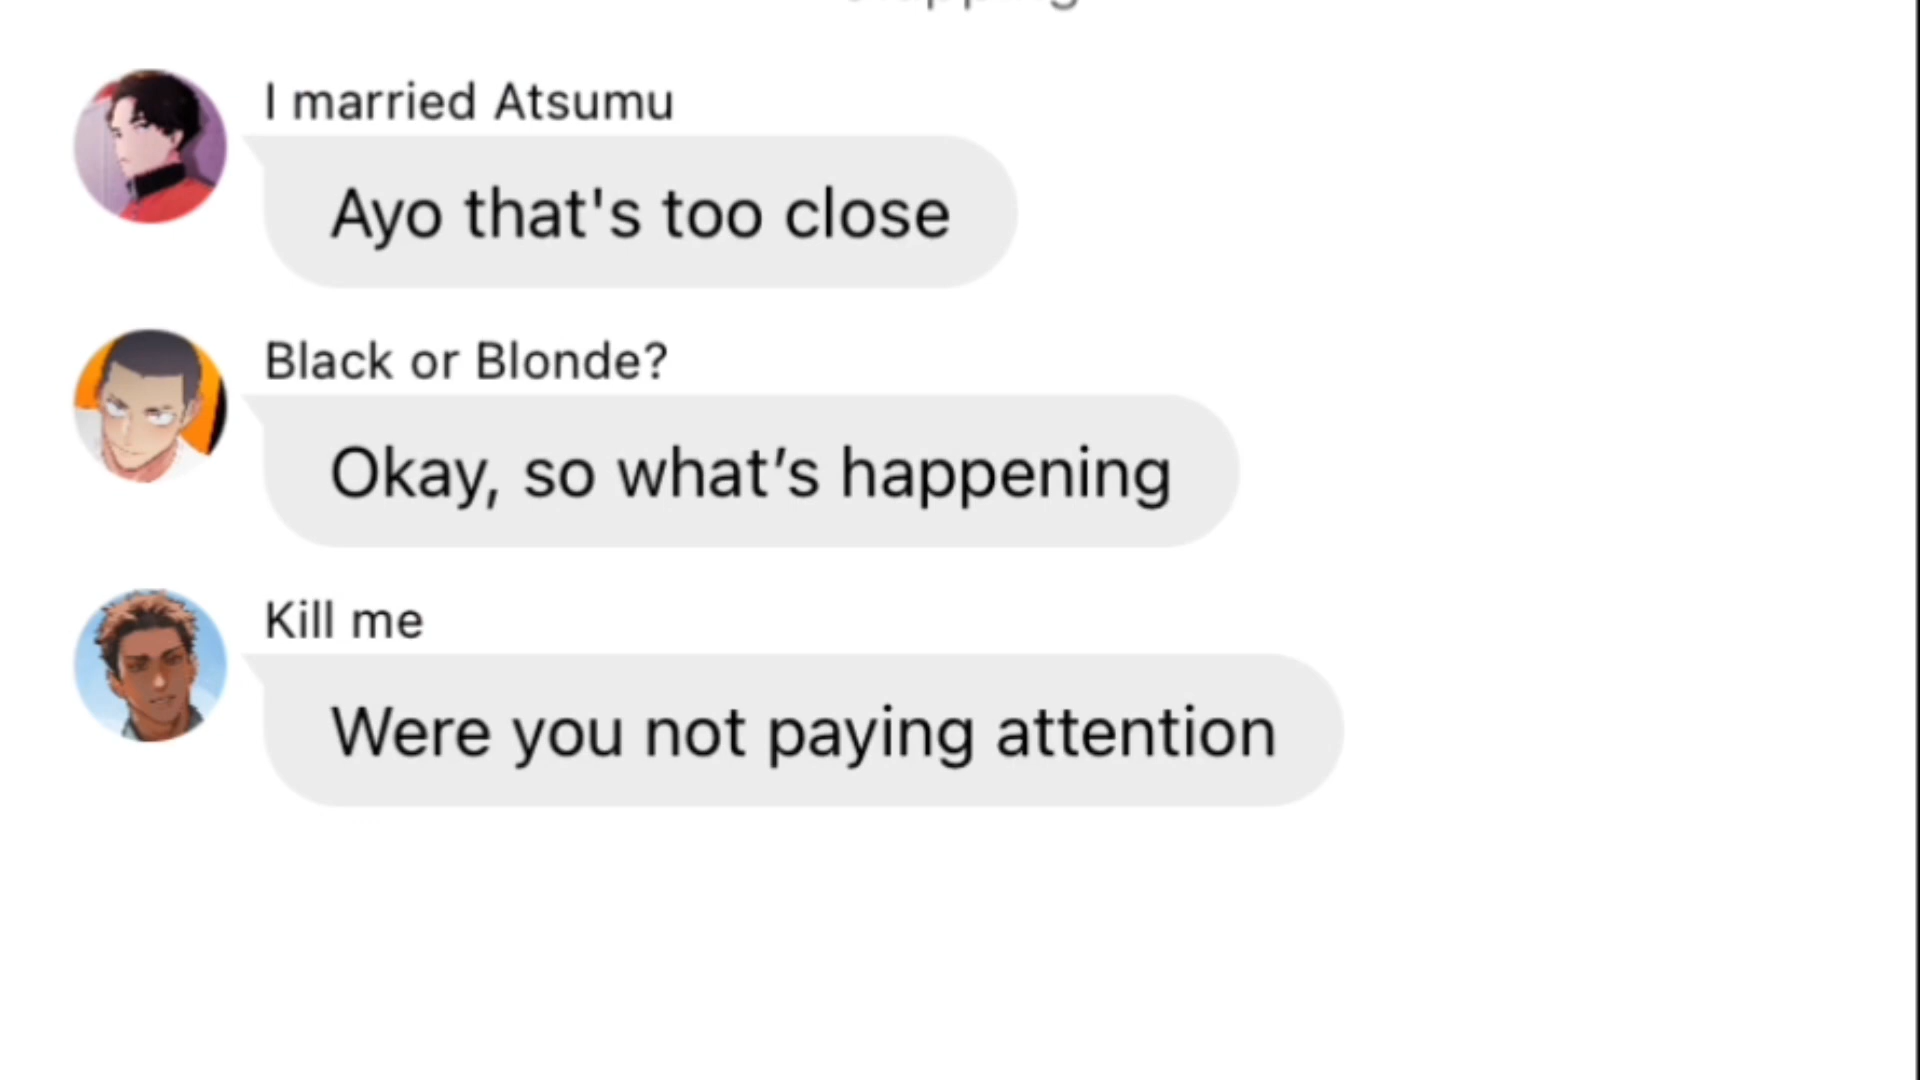 I married Atsumu
Ayo that's too close
Black or Blonde?
Okay, so what’s happening
Kill me
Were you not paying attention